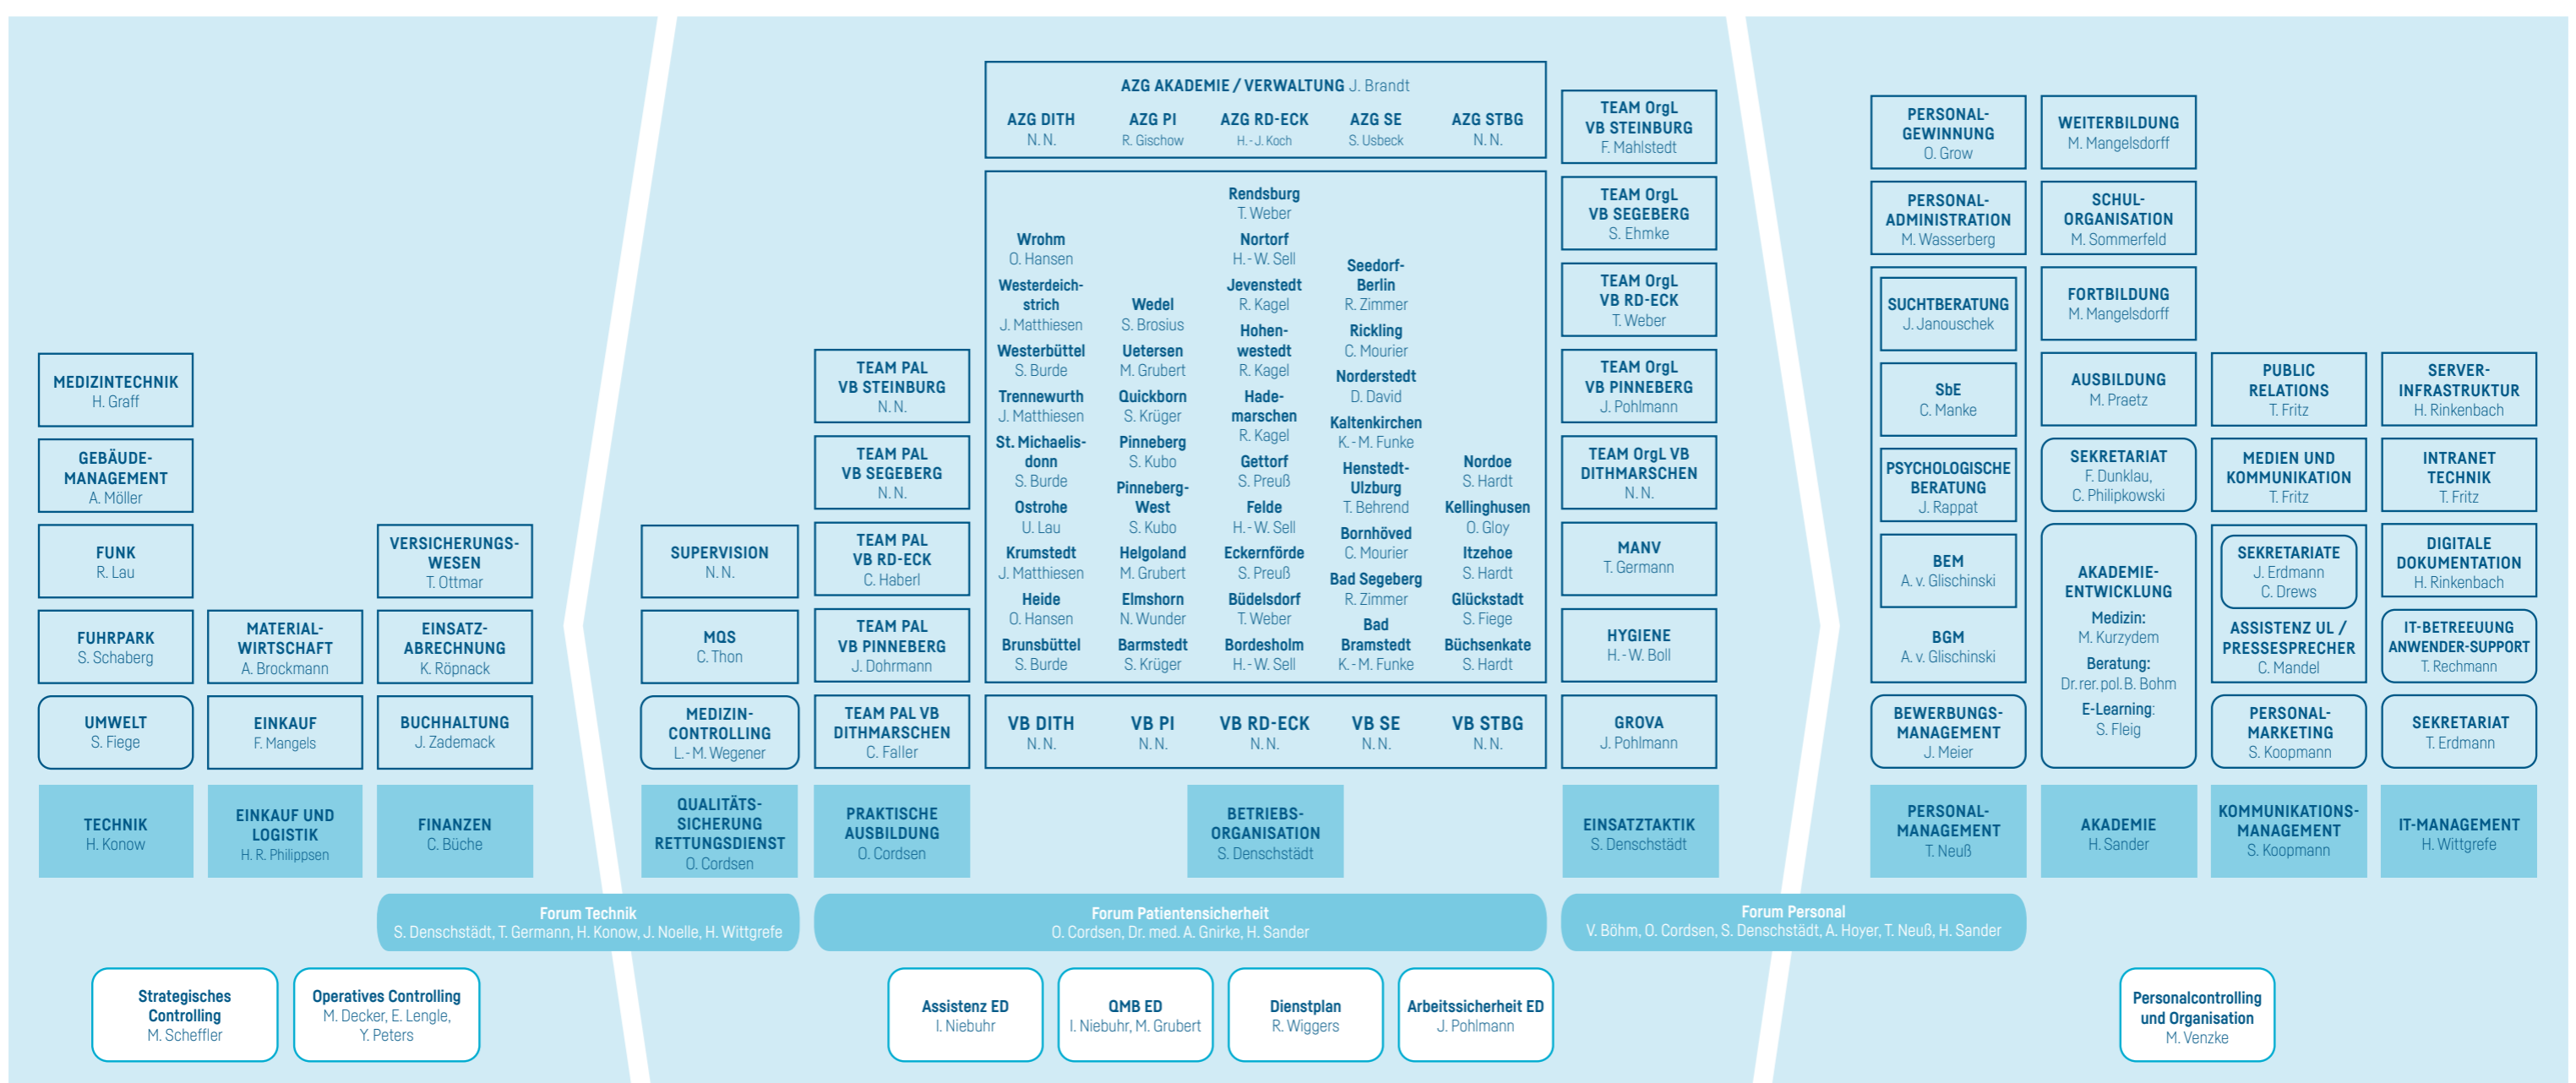 MEDIZINTECHNIK
H. Graff
GEBÄUDE-
MANAGEMENT
A. Möller
FUNK
R. Lau
FUHRPARK
S. Schaberg
UMWELT
S. Fiege
TECHNIK
H. Konow
MATERIAL-
WIRTSCHAFT
A. Brockmann
EINKAUF
F. Mangels
EINKAUF UND
LOGISTIK
H. R. Philippsen
VERSICHERUNGS-
WESEN
T. Ottmar
EINSATZ-
ABRECHNUNG
K. Röpnack
BUCHHALTUNG
J. Zademack
FINANZEN
C. Büche
SUPERVISION
N. N.
MQS
C. Thon
MEDIZIN-
CONTROLLING
L.-M. Wegener
QUALITÄTS-
SICHERUNG
RETTUNGSDIENST
O. Cordsen
TEAM PAL
VB STEINBURG
N. N.
TEAM PAL
VB SEGEBERG
N. N.
TEAM PAL
VB RD-ECK
C. Haberl
TEAM PAL
VB PINNEBERG
J. Dohrmann
TEAM PAL VB
DITHMARSCHEN
C. Faller
PRAKTISCHE
AUSBILDUNG
O. Cordsen
AZG AKADEMIE / VERWALTUNG J. Brandt
AZG DITH
N. N.
AZG PI
R. Gischow
AZG RD-ECK
H.-J. Koch
AZG SE
S. Usbeck
AZG STBG
N. N.
Wrohm
O. Hansen
Westerdeich-
strich
J. Matthiesen
Westerbüttel
S. Burde
Trennewurth
J. Matthiesen
St. Michaelis-
donn
S. Burde
Ostrohe
U. Lau
Krumstedt
J. Matthiesen
Heide
O. Hansen
Brunsbüttel
S. Burde
Wedel
S. Brosius
Uetersen
M. Grubert
Quickborn
S. Krüger
Pinneberg
S. Kubo
Pinneberg-
West
S. Kubo
Helgoland
M. Grubert
Elmshorn
N. Wunder
Barmstedt
S. Krüger
Rendsburg
T. Weber
Nortorf
H.-W. Sell
Jevenstedt
R. Kagel
Hohen-
westedt
R. Kagel
Hade-
marschen
R. Kagel
Gettorf
S. Preuß
Felde
H.-W. Sell
Eckernförde
S. Preuß
Büdelsdorf
T. Weber
Bordesholm
H.-W. Sell
Seedorf-
Berlin
R. Zimmer
Rickling
C. Mourier
Norderstedt
D. David
Kaltenkirchen
K.-M. Funke
Henstedt-
Ulzburg
T. Behrend
Bornhöved
C. Mourier
Bad Segeberg
R. Zimmer
Bad
Bramstedt
K.-M. Funke
Nordoe
S. Hardt
Kellinghusen
O. Gloy
Itzehoe
S. Hardt
Glückstadt
S. Fiege
Büchsenkate
S. Hardt
VB DITH
N. N.
VB PI
N. N.
VB RD-ECK
N. N.
VB SE
N. N.
VB STBG
N. N.
BETRIEBS-
ORGANISATION
S. Denschstädt
TEAM OrgL
VB STEINBURG
F. Mahlstedt
TEAM OrgL
VB SEGEBERG
S. Ehmke
TEAM OrgL
VB RD-ECK
T. Weber
TEAM OrgL
VB PINNEBERG
J. Pohlmann
TEAM OrgL VB
DITHMARSCHEN
N. N.
MANV
T. Germann
HYGIENE
H.-W. Boll
GROVA
J. Pohlmann
EINSATZTAKTIK
S. Denschstädt
PERSONAL-
GEWINNUNG
O. Grow
PERSONAL-
ADMINISTRATION
M. Wasserberg
SUCHTBERATUNG
J. Janouschek
SbE
C. Manke
PSYCHOLOGISCHE
BERATUNG
J. Rappat
BEM
A. v. Glischinski
BGM
A. v. Glischinski
BEWERBUNGS-
MANAGEMENT
J. Meier
PERSONAL-
MANAGEMENT
T. Neuß
WEITERBILDUNG
M. Mangelsdorff
SCHUL-
ORGANISATION
M. Sommerfeld
FORTBILDUNG
M. Mangelsdorff
AUSBILDUNG
M. Praetz
SEKRETARIAT
F. Dunklau,
C. Philipkowski
AKADEMIE-
ENTWICKLUNG
Medizin:
M. Kurzydem
Beratung:
Dr. rer. pol. B. Bohm
E-Learning:
S. Fleig
AKADEMIE
H. Sander
PUBLIC
RELATIONS
T. Fritz
MEDIEN UND
KOMMUNIKATION
T. Fritz
SEKRETARIATE
J. Erdmann
C. Drews
ASSISTENZ UL /
PRESSESPRECHER
C. Mandel
PERSONAL-
MARKETING
S. Koopmann
KOMMUNIKATIONS-
MANAGEMENT
S. Koopmann
SERVER-
INFRASTRUKTUR
H. Rinkenbach
INTRANET
TECHNIK
T. Fritz
DIGITALE
DOKUMENTATION
H. Rinkenbach
IT-BETREEUUNG
ANWENDER-SUPPORT
T. Rechmann
SEKRETARIAT
T. Erdmann
IT-MANAGEMENT
H. Wittgrefe
Forum Technik
S. Denschstädt, T. Germann, H. Konow, J. Noelle, H. Wittgrefe
Forum Patientensicherheit
O. Cordsen, Dr. med. A. Gnirke, H. Sander
Forum Personal
V. Böhm, O. Cordsen, S. Denschstädt, A. Hoyer, T. Neuß, H. Sander
Strategisches
Controlling
M. Scheffler
Operatives Controlling
M. Decker, E. Lengle,
Y. Peters
Assistenz ED
I. Niebuhr
QMB ED
I. Niebuhr, M. Grubert
Dienstplan
R. Wiggers
Arbeitssicherheit ED
J. Pohlmann
Personalcontrolling
und Organisation
M. Venzke